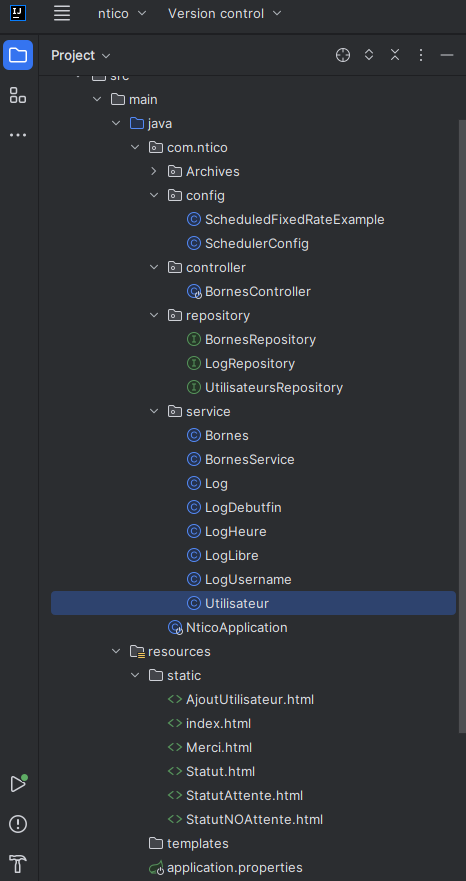 IJ
ntico Version control
Project
src
main
java
com.ntico
Archives
config
ScheduledFixedRateExample
SchedulerConfig
controller
BornesController
repository
BornesRepository
LogRepository
UtilisateursRepository
service
Bornes
BornesService
Log
LogDebutfin
LogHeure
LogLibre
LogUsername
Utilisateur
NticoApplication
resources
static
AjoutUtilisateur.html
index.html
Merci.html
Statut.html
StatutAttente.html
StatutNOAttente.html
templates
application.properties